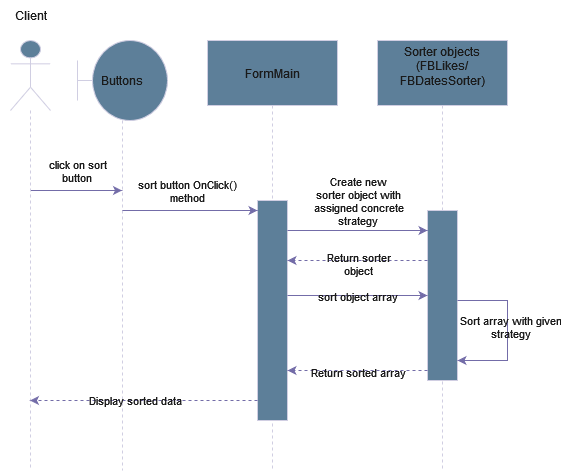 Client
Buttons
FormMain
Sorter objects
(FBLikes/
FBDatesSorter)
click on sort
button
sort button OnClick()
method
Create new
sorter object with
assigned concrete
strategy
Return sorter
object
sort object array
Sort array with given
strategy
Return sorted array
Display sorted data